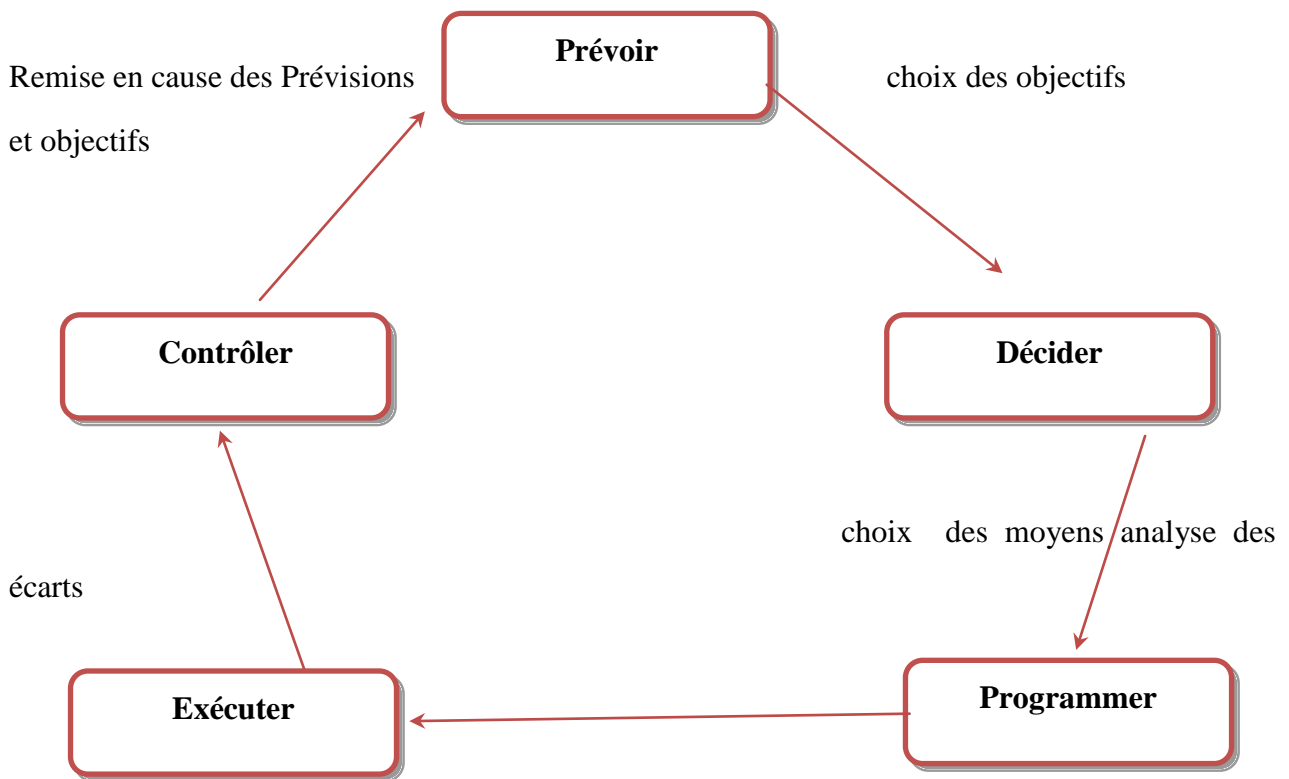 Prévoir
Remise en cause des Prévisions
choix des objectifs
et objectifs
Contrôler
Décider
choix des moyens analyse des
écarts
Exécuter
Programmer